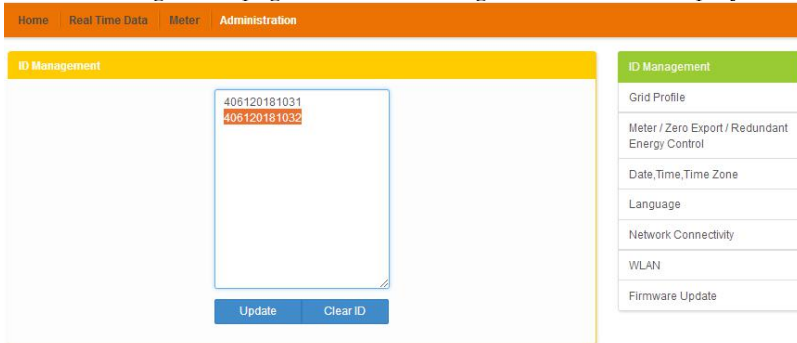 Home Real Time Data Meter Administration
ID Management
406120181031
406120181032
Update Clear ID
ID Management
Grid Profile
Meter / Zero Export / Redundant
Energy Control
Date,Time,Time Zone
Language
Network Connectivity
WLAN
Firmware Update